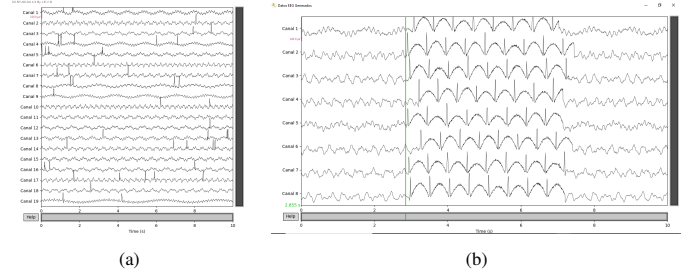 Canal 1
Canal 2
Canal 3
Canal 4
Canal 5
Canal 6
Canal 7
Canal 8
Canal 9
Canal 10
Canal 11
Canal 12
Canal 13
Canal 14
Canal 15
Canal 16
Canal 17
Canal 18
Canal 19
0 2 4 6 8 10
Help
Time (s)
(a)
Datos EEG Simulados
Canal 1
Canal 2
Canal 3
Canal 4
Canal 5
Canal 6
Canal 7
Canal 8
2.855 s
0 2 4 6 8 10
Help
Time (s)
(b)